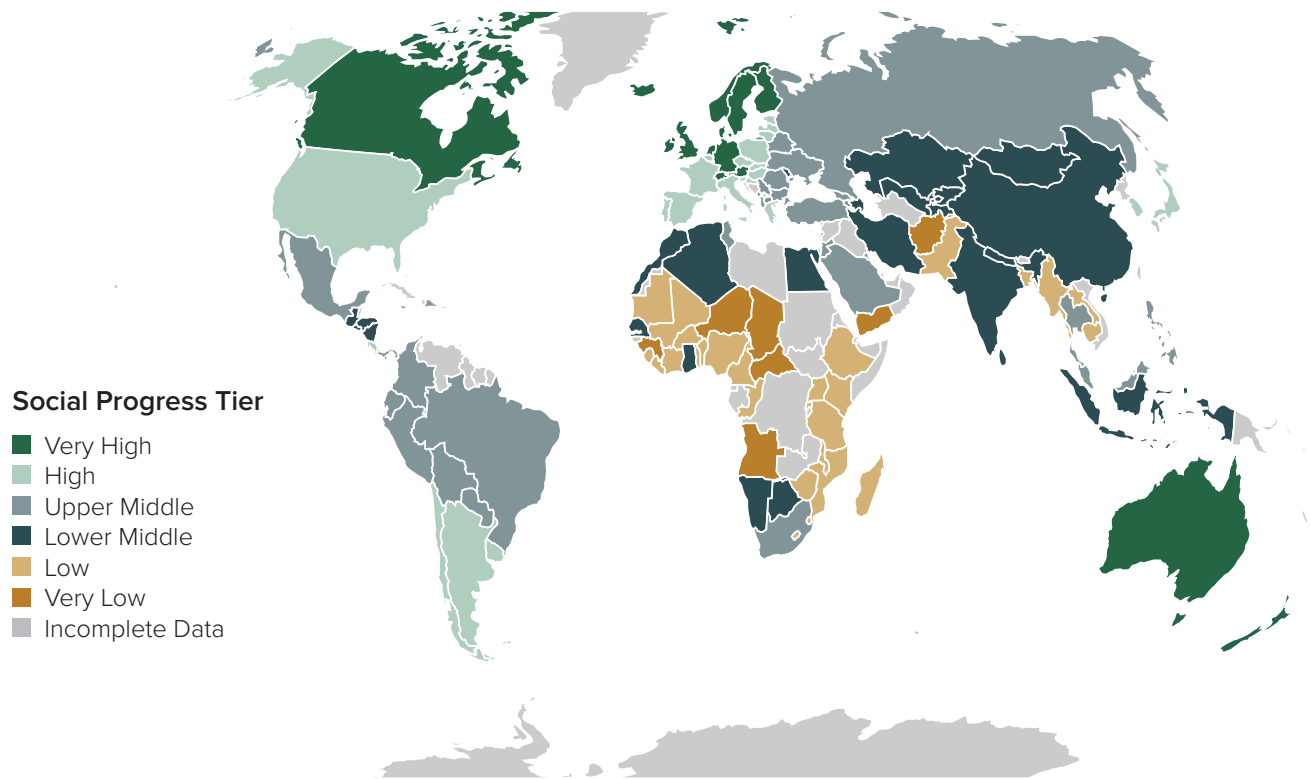 Social Progress Tier
Very High
High
Upper Middle
Lower Middle
Low
Very Low
Incomplete Data